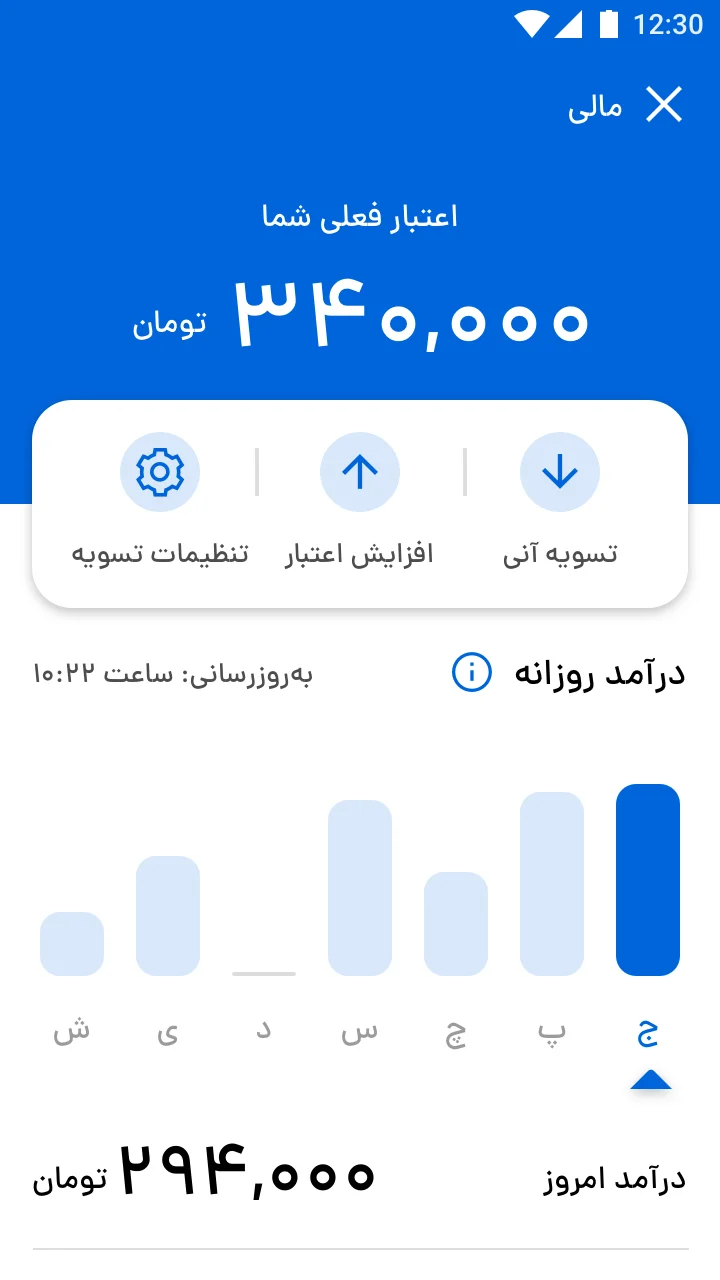 12:30
مالی
اعتبار فعلی شما
۳۴۰,۰۰۰ تومان
تسویه آنی
افزایش اعتبار
تنظیمات تسویه
درآمد روزانه
به‌روزرسانی: ساعت ۱۰:۲۲
ج پ چ س د ی ش
درآمد امروز
۲۹۴,۰۰۰ تومان